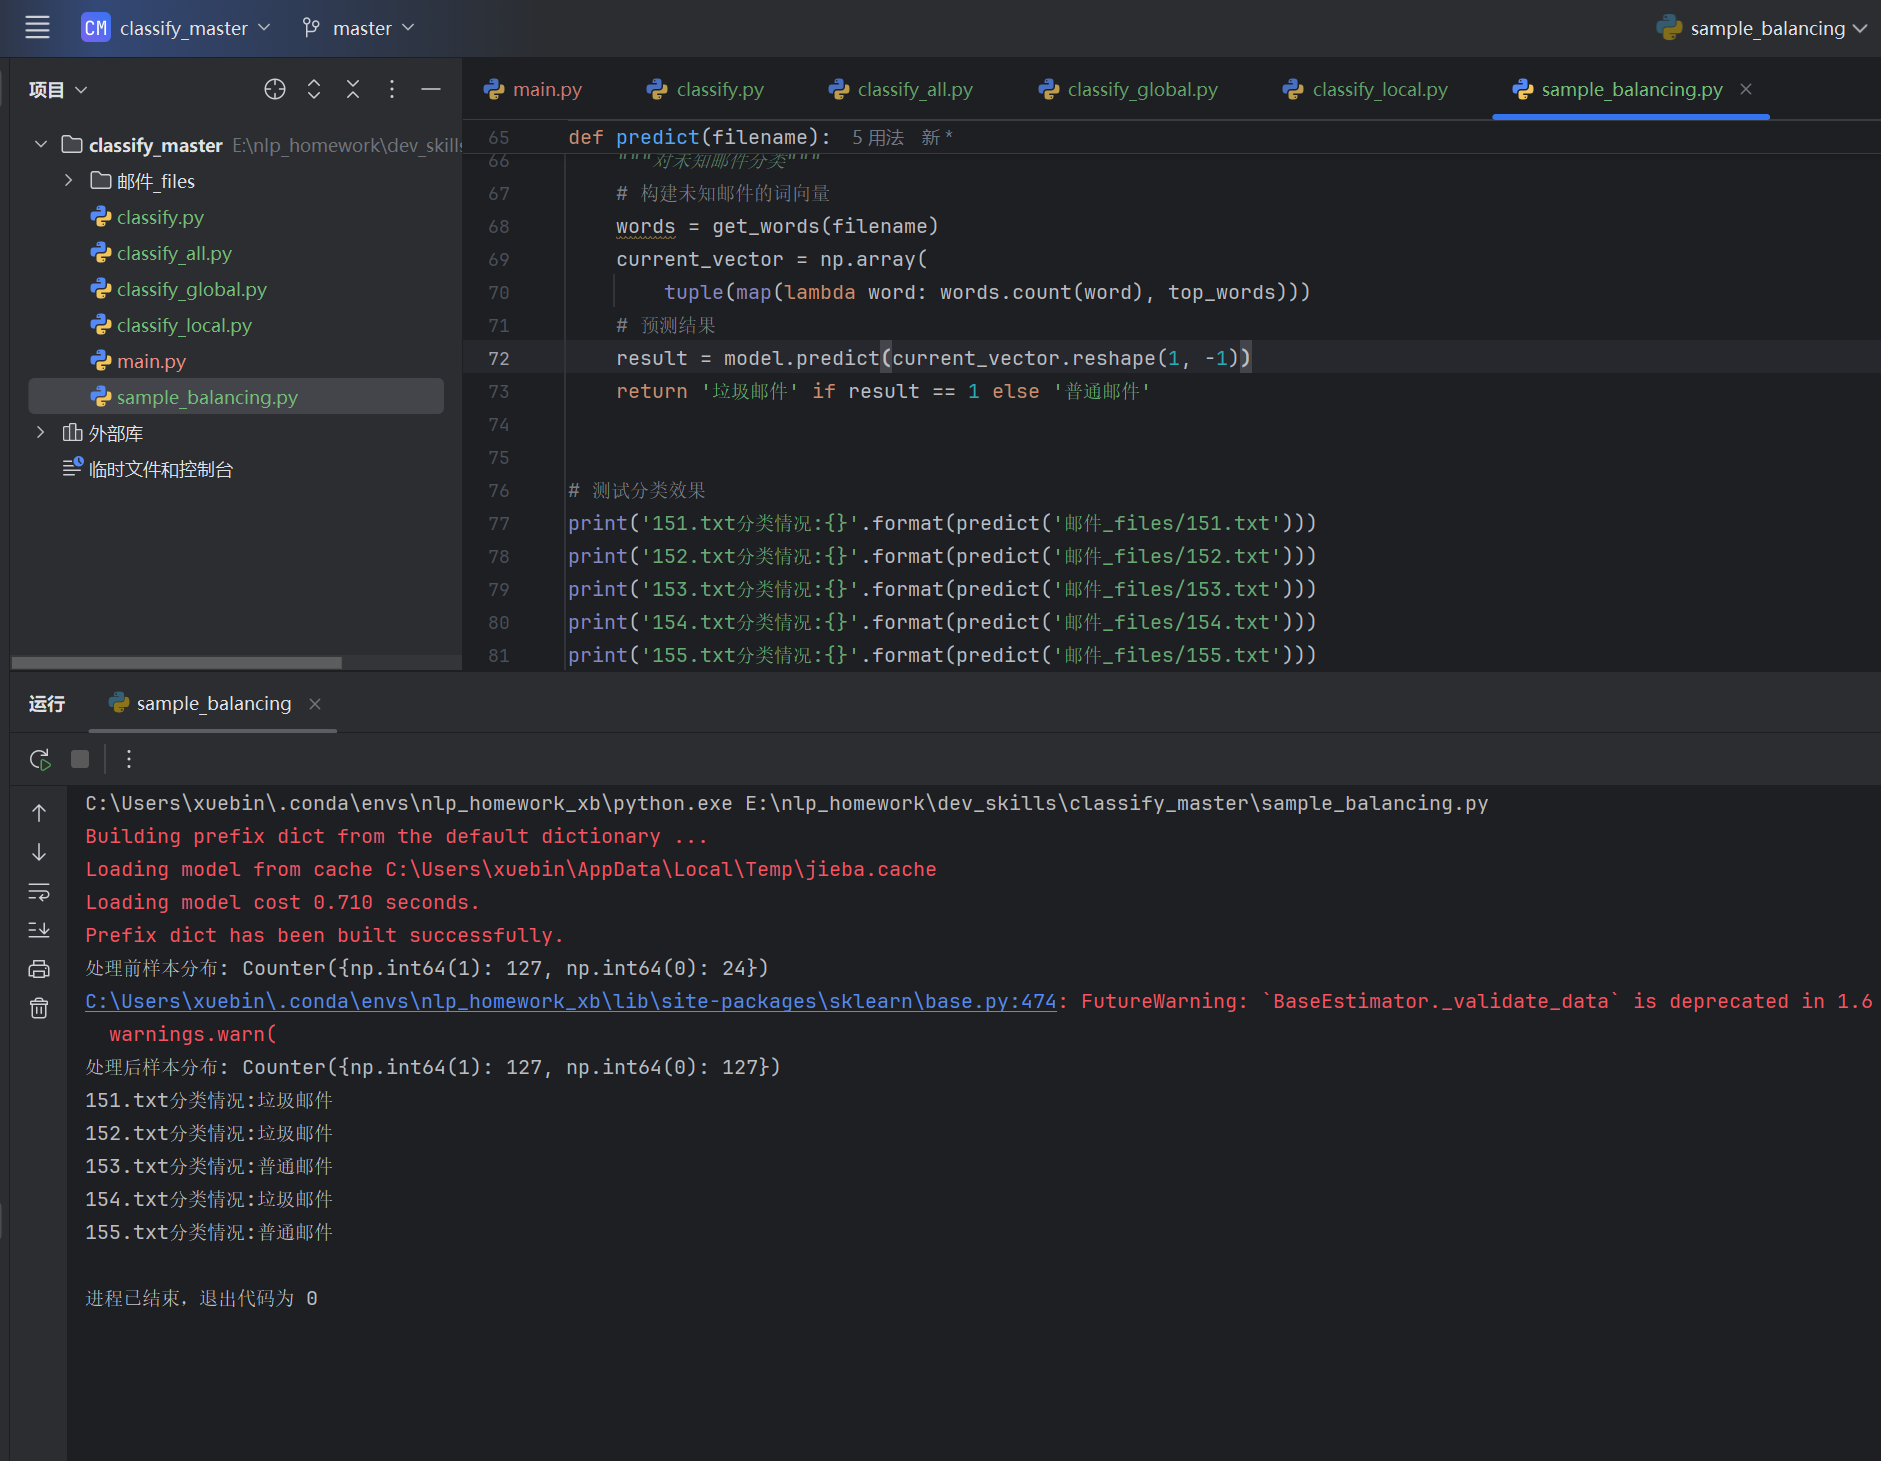 CM classify_master master sample_balancing
项目
classify_master E:\nlp_homework\dev_skills
邮件_files
classify.py
classify_all.py
classify_global.py
classify_local.py
main.py
sample_balancing.py
外部库
临时文件和控制台
main.py classify.py classify_all.py classify_global.py classify_local.py sample_balancing.py
65 def predict(filename): 5 用法 新 *
66 """对未知邮件分类"""
67 # 构建未知邮件的词向量
68 words = get_words(filename)
69 current_vector = np.array(
70 tuple(map(lambda word: words.count(word), top_words)))
71 # 预测结果
72 result = model.predict(current_vector.reshape(1, -1))
73 return '垃圾邮件' if result == 1 else '普通邮件'
74
75
76 # 测试分类效果
77 print('151.txt分类情况:{}'.format(predict('邮件_files/151.txt')))
78 print('152.txt分类情况:{}'.format(predict('邮件_files/152.txt')))
79 print('153.txt分类情况:{}'.format(predict('邮件_files/153.txt')))
80 print('154.txt分类情况:{}'.format(predict('邮件_files/154.txt')))
81 print('155.txt分类情况:{}'.format(predict('邮件_files/155.txt')))
运行 sample_balancing
C:\Users\xuebin\.conda\envs\nlp_homework_xb\python.exe E:\nlp_homework\dev_skills\classify_master\sample_balancing.py
Building prefix dict from the default dictionary ...
Loading model from cache C:\Users\xuebin\AppData\Local\Temp\jieba.cache
Loading model cost 0.710 seconds.
Prefix dict has been built successfully.
处理前样本分布: Counter({np.int64(1): 127, np.int64(0): 24})
C:\Users\xuebin\.conda\envs\nlp_homework_xb\lib\site-packages\sklearn\base.py:474: FutureWarning: `BaseEstimator._validate_data` is deprecated in 1.6
warnings.warn(
处理后样本分布: Counter({np.int64(1): 127, np.int64(0): 127})
151.txt分类情况:垃圾邮件
152.txt分类情况:垃圾邮件
153.txt分类情况:普通邮件
154.txt分类情况:垃圾邮件
155.txt分类情况:普通邮件
进程已结束，退出代码为 0